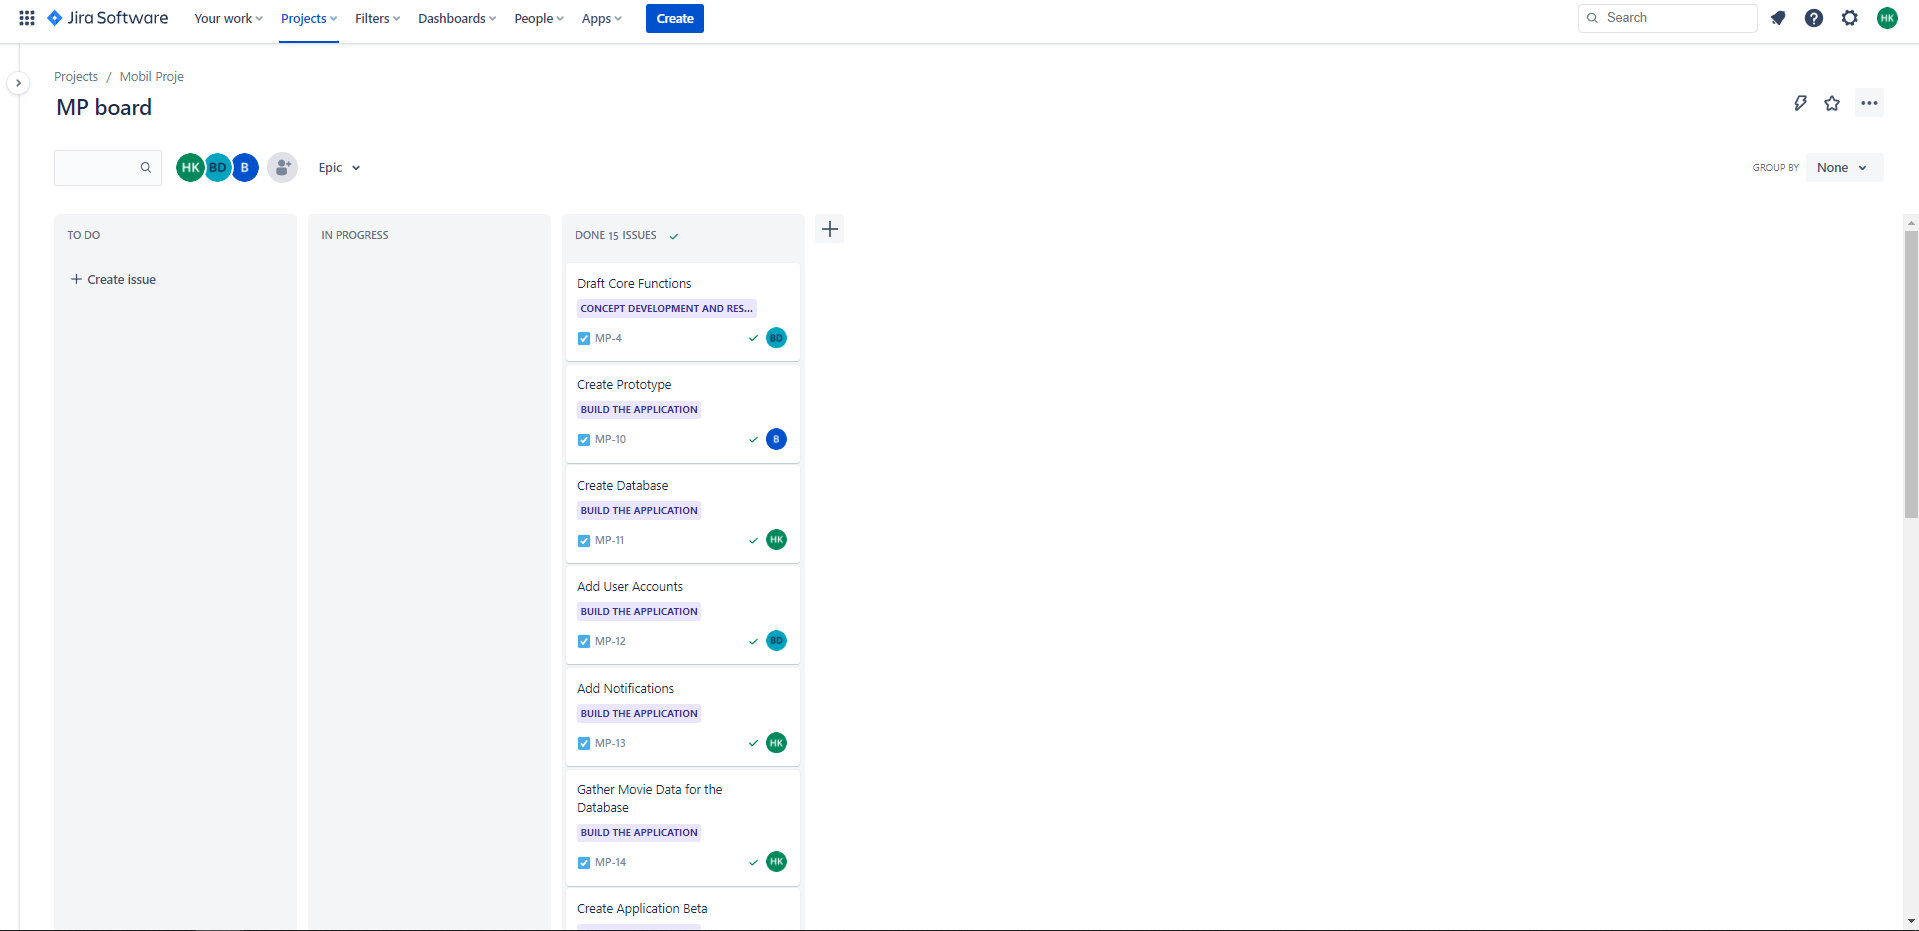 Jira Software
Your work
Projects
Filters
Dashboards
People
Apps
Create
Search
HK
Projects / Mobil Proje
MP board
HK
BD
B
Epic
GROUP BY
None
TO DO
Create issue
IN PROGRESS
DONE 15 ISSUES
Draft Core Functions
CONCEPT DEVELOPMENT AND RES...
MP-4
BD
Create Prototype
BUILD THE APPLICATION
MP-10
B
Create Database
BUILD THE APPLICATION
MP-11
HK
Add User Accounts
BUILD THE APPLICATION
MP-12
BD
Add Notifications
BUILD THE APPLICATION
MP-13
HK
Gather Movie Data for the
Database
BUILD THE APPLICATION
MP-14
HK
Create Application Beta